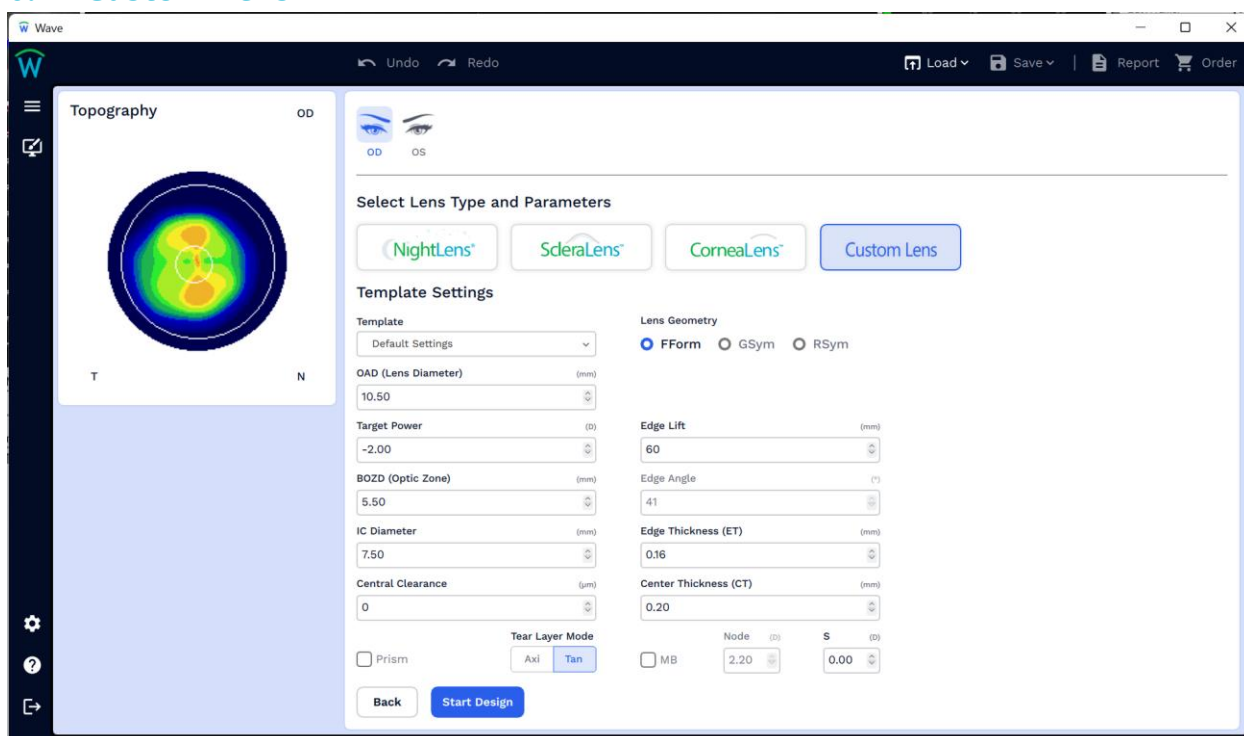 Wave
W
Undo Redo Load Save | Report Order
Topography OD
T N
OD OS
Select Lens Type and Parameters
NightLens ScleraLens CorneaLens Custom Lens
Template Settings
Template Lens Geometry
Default Settings FForm GSym RSym
OAD (Lens Diameter) (mm)
10.50
Target Power (D) Edge Lift (mm)
-2.00 60
BOZD (Optic Zone) (mm) Edge Angle (°)
5.50 41
IC Diameter (mm) Edge Thickness (ET) (mm)
7.50 0.16
Central Clearance (μm) Center Thickness (CT) (mm)
0 0.20
Tear Layer Mode Node (D) S (D)
Prism Axi Tan MB 2.20 0.00
Back Start Design